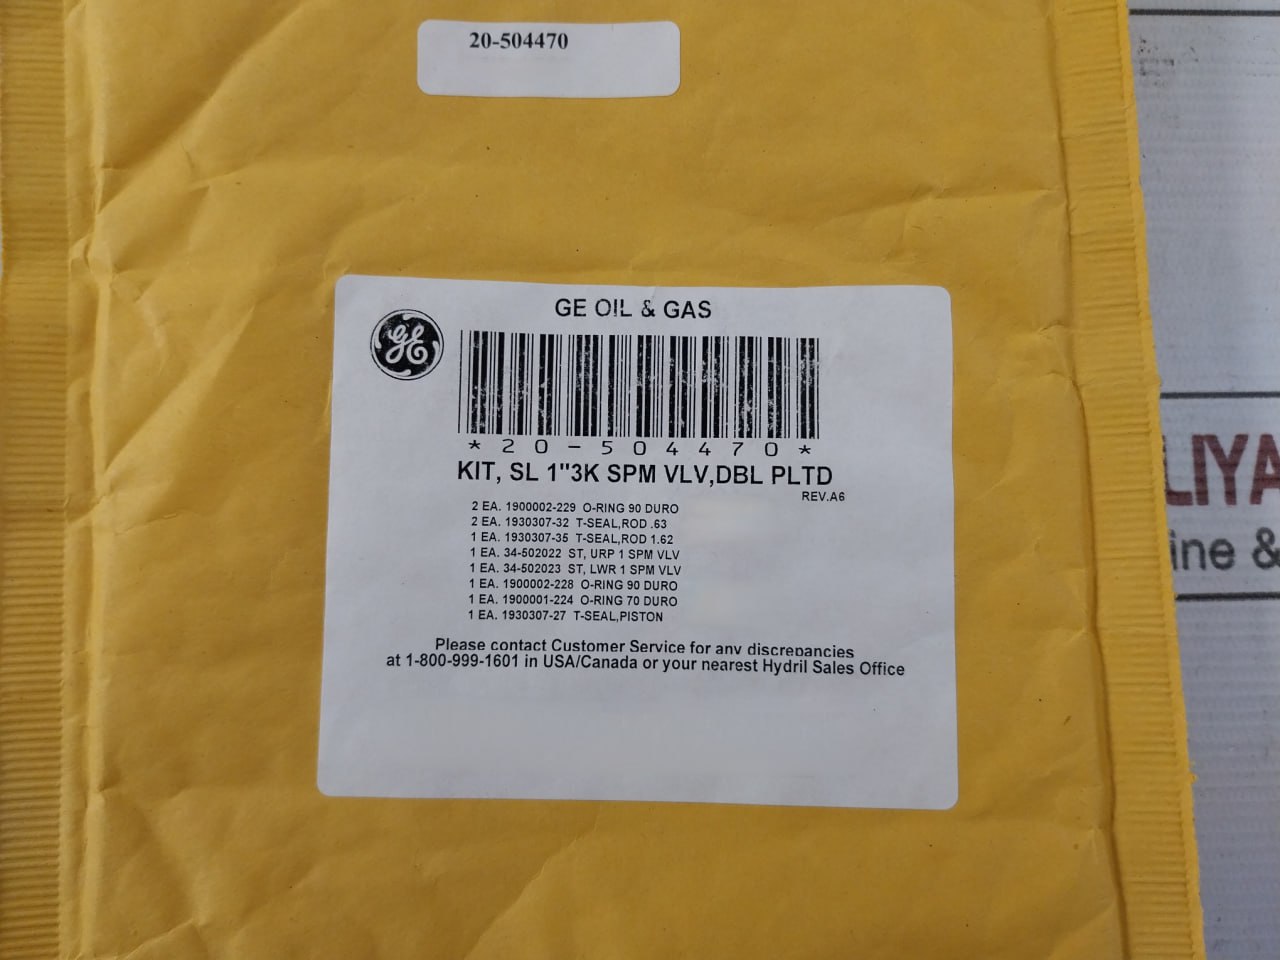 20-504470
GE OIL & GAS
GE
*20-504470*
KIT, SL 1"3K SPM VLV,DBL PLTD
REV.A6
2 EA. 1900002-229 O-RING 90 DURO
2 EA. 1930307-32 T-SEAL,ROD .63
1 EA. 1930307-35 T-SEAL,ROD 1.62
1 EA. 34-502022 ST, URP 1 SPM VLV
1 EA. 34-502023 ST, LWR 1 SPM VLV
1 EA. 1900002-228 O-RING 90 DURO
1 EA. 1900001-224 O-RING 70 DURO
1 EA. 1930307-27 T-SEAL,PISTON
Please contact Customer Service for any discrepancies
at 1-800-999-1601 in USA/Canada or your nearest Hydril Sales Office
LIYA
ine &